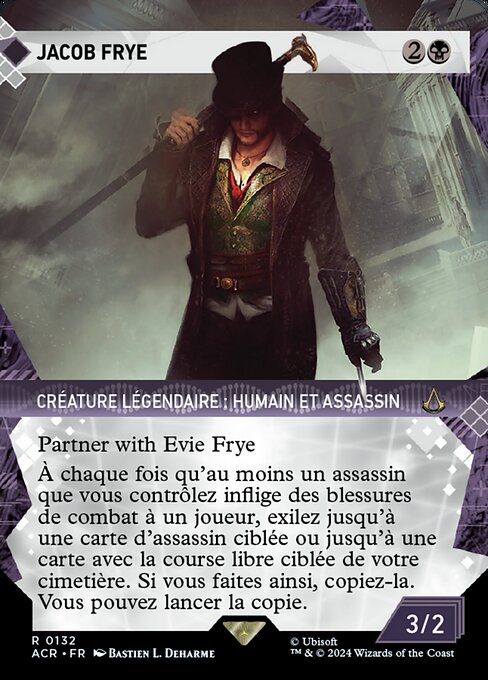 JACOB FRYE
2
CRÉATURE LÉGENDAIRE : HUMAIN ET ASSASSIN
Partner with Evie Frye
À chaque fois qu'au moins un assassin
que vous contrôlez inflige des blessures
de combat à un joueur, exilez jusqu'à
une carte d'assassin ciblée ou jusqu'à une
carte avec la course libre ciblée de votre
cimetière. Si vous faites ainsi, copiez-la.
Vous pouvez lancer la copie.
3/2
R 0132
ACR • FR BASTIEN L. DEHARME
© Ubisoft
™ & © 2024 Wizards of the Coast